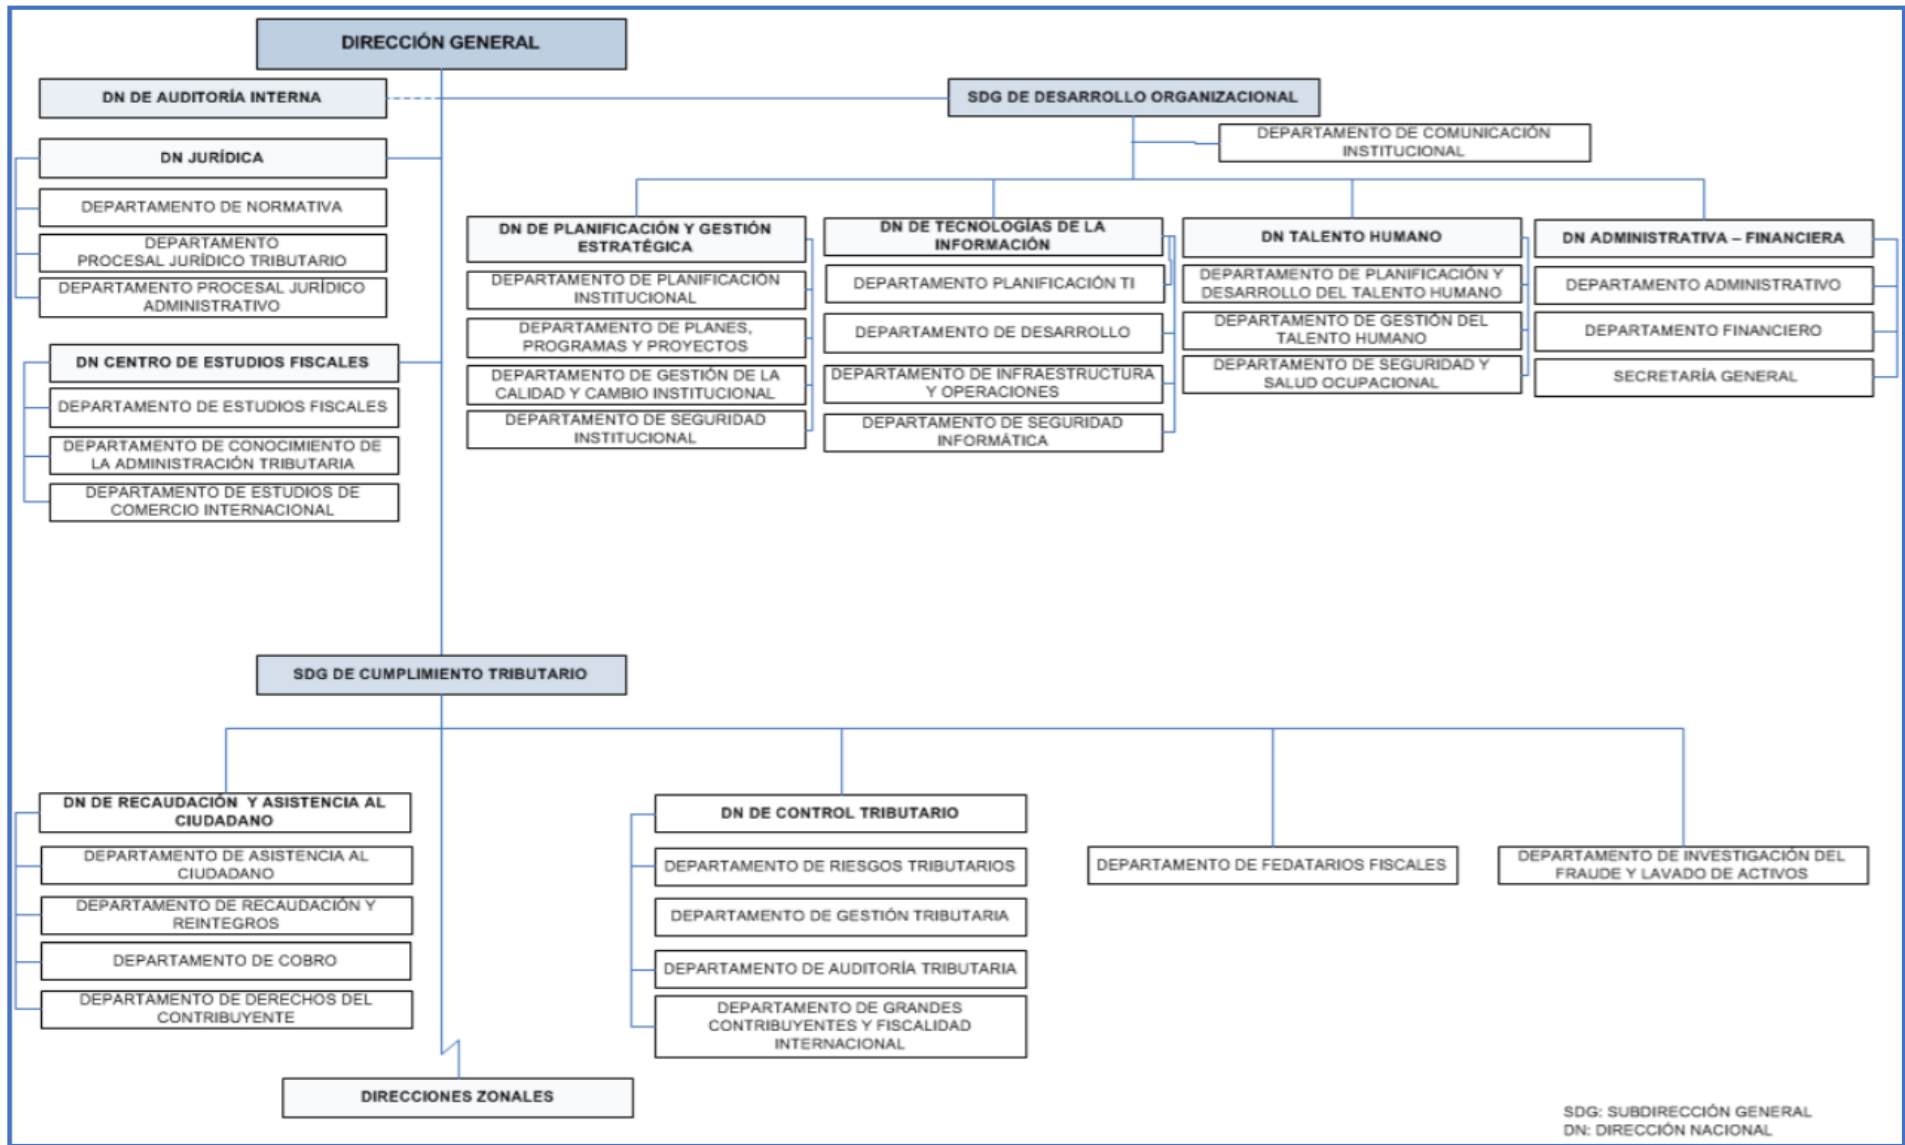 DIRECCIÓN GENERAL
DN DE AUDITORÍA INTERNA
SDG DE DESARROLLO ORGANIZACIONAL
DEPARTAMENTO DE COMUNICACIÓN
INSTITUCIONAL
DN JURÍDICA
DEPARTAMENTO DE NORMATIVA
DEPARTAMENTO
PROCESAL JURÍDICO TRIBUTARIO
DEPARTAMENTO PROCESAL JURÍDICO
ADMINISTRATIVO
DN CENTRO DE ESTUDIOS FISCALES
DEPARTAMENTO DE ESTUDIOS FISCALES
DEPARTAMENTO DE CONOCIMIENTO DE
LA ADMINISTRACIÓN TRIBUTARIA
DEPARTAMENTO DE ESTUDIOS DE
COMERCIO INTERNACIONAL
DN DE PLANIFICACIÓN Y GESTIÓN
ESTRATÉGICA
DEPARTAMENTO DE PLANIFICACIÓN
INSTITUCIONAL
DEPARTAMENTO DE PLANES,
PROGRAMAS Y PROYECTOS
DEPARTAMENTO DE GESTIÓN DE LA
CALIDAD Y CAMBIO INSTITUCIONAL
DEPARTAMENTO DE SEGURIDAD
INSTITUCIONAL
DN DE TECNOLOGÍAS DE LA
INFORMACIÓN
DEPARTAMENTO PLANIFICACIÓN TI
DEPARTAMENTO DE DESARROLLO
DEPARTAMENTO DE INFRAESTRUCTURA
Y OPERACIONES
DEPARTAMENTO DE SEGURIDAD
INFORMÁTICA
DN TALENTO HUMANO
DEPARTAMENTO DE PLANIFICACIÓN Y
DESARROLLO DEL TALENTO HUMANO
DEPARTAMENTO DE GESTIÓN DEL
TALENTO HUMANO
DEPARTAMENTO DE SEGURIDAD Y
SALUD OCUPACIONAL
DN ADMINISTRATIVA – FINANCIERA
DEPARTAMENTO ADMINISTRATIVO
DEPARTAMENTO FINANCIERO
SECRETARÍA GENERAL
SDG DE CUMPLIMIENTO TRIBUTARIO
DN DE RECAUDACIÓN Y ASISTENCIA AL
CIUDADANO
DEPARTAMENTO DE ASISTENCIA AL
CIUDADANO
DEPARTAMENTO DE RECAUDACIÓN Y
REINTEGROS
DEPARTAMENTO DE COBRO
DEPARTAMENTO DE DERECHOS DEL
CONTRIBUYENTE
DN DE CONTROL TRIBUTARIO
DEPARTAMENTO DE RIESGOS TRIBUTARIOS
DEPARTAMENTO DE GESTIÓN TRIBUTARIA
DEPARTAMENTO DE AUDITORÍA TRIBUTARIA
DEPARTAMENTO DE GRANDES
CONTRIBUYENTES Y FISCALIDAD
INTERNACIONAL
DEPARTAMENTO DE FEDATARIOS FISCALES
DEPARTAMENTO DE INVESTIGACIÓN DEL
FRAUDE Y LAVADO DE ACTIVOS
DIRECCIONES ZONALES
SDG: SUBDIRECCIÓN GENERAL
DN: DIRECCIÓN NACIONAL